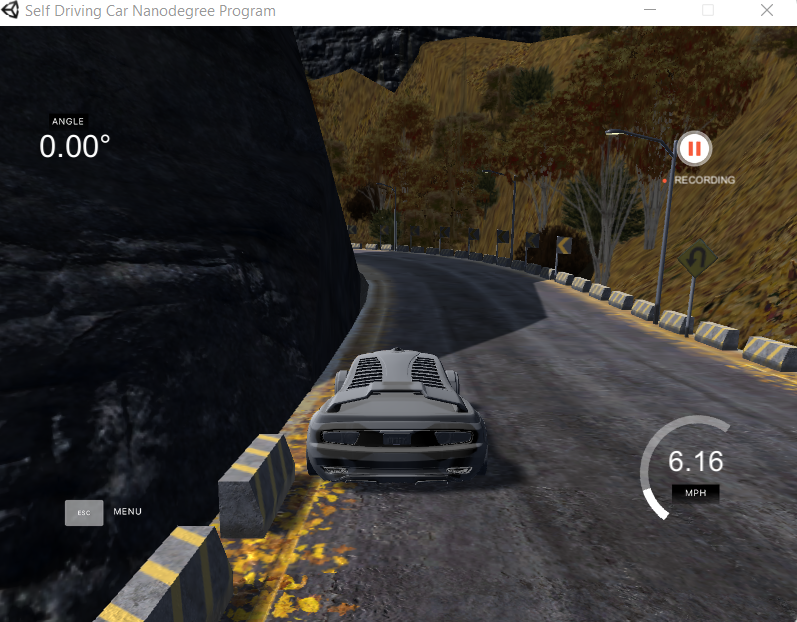 Self Driving Car Nanodegree Program
ANGLE
0.00°
RECORDING
6.16
MPH
ESC
MENU